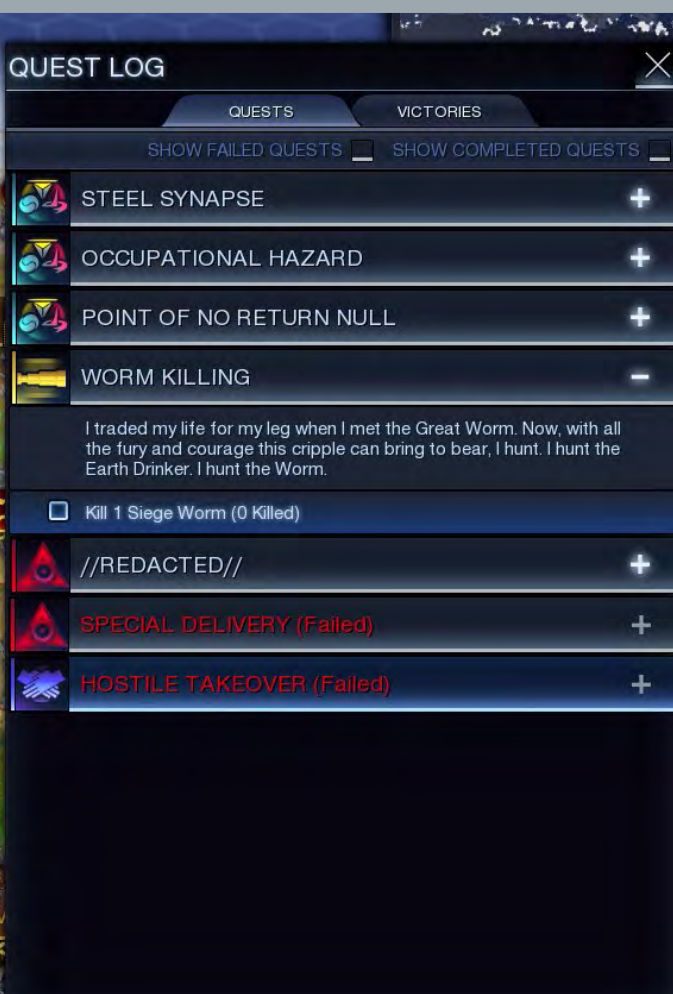 QUEST LOG
QUESTS
VICTORIES
SHOW FAILED QUESTS
SHOW COMPLETED QUESTS
STEEL SYNAPSE
OCCUPATIONAL HAZARD
POINT OF NO RETURN NULL
WORM KILLING
I traded my life for my leg when I met the Great Worm. Now, with all
the fury and courage this cripple can bring to bear, I hunt. I hunt the
Earth Drinker. I hunt the Worm.
Kill 1 Siege Worm (0 Killed)
//REDACTED//
SPECIAL DELIVERY (Failed)
HOSTILE TAKEOVER (Failed)